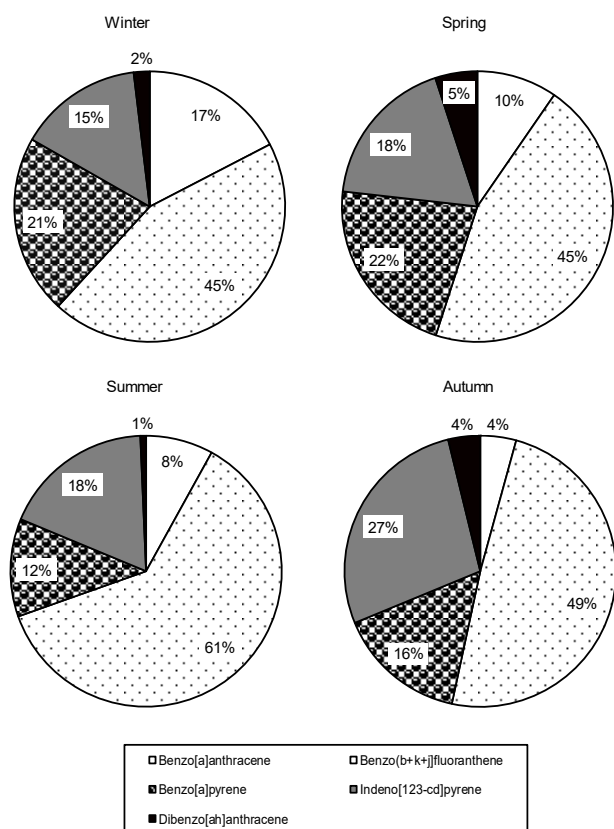 Winter
Spring
2%
17%
15%
21%
45%
5%
10%
18%
22%
45%
Summer
Autumn
1%
8%
18%
12%
61%
4%
4%
27%
16%
49%
Benzo[a]anthracene
Benzo(b+k+j]fluoranthene
Benzo[a]pyrene
Indeno[123-cd]pyrene
Dibenzo[ah]anthracene